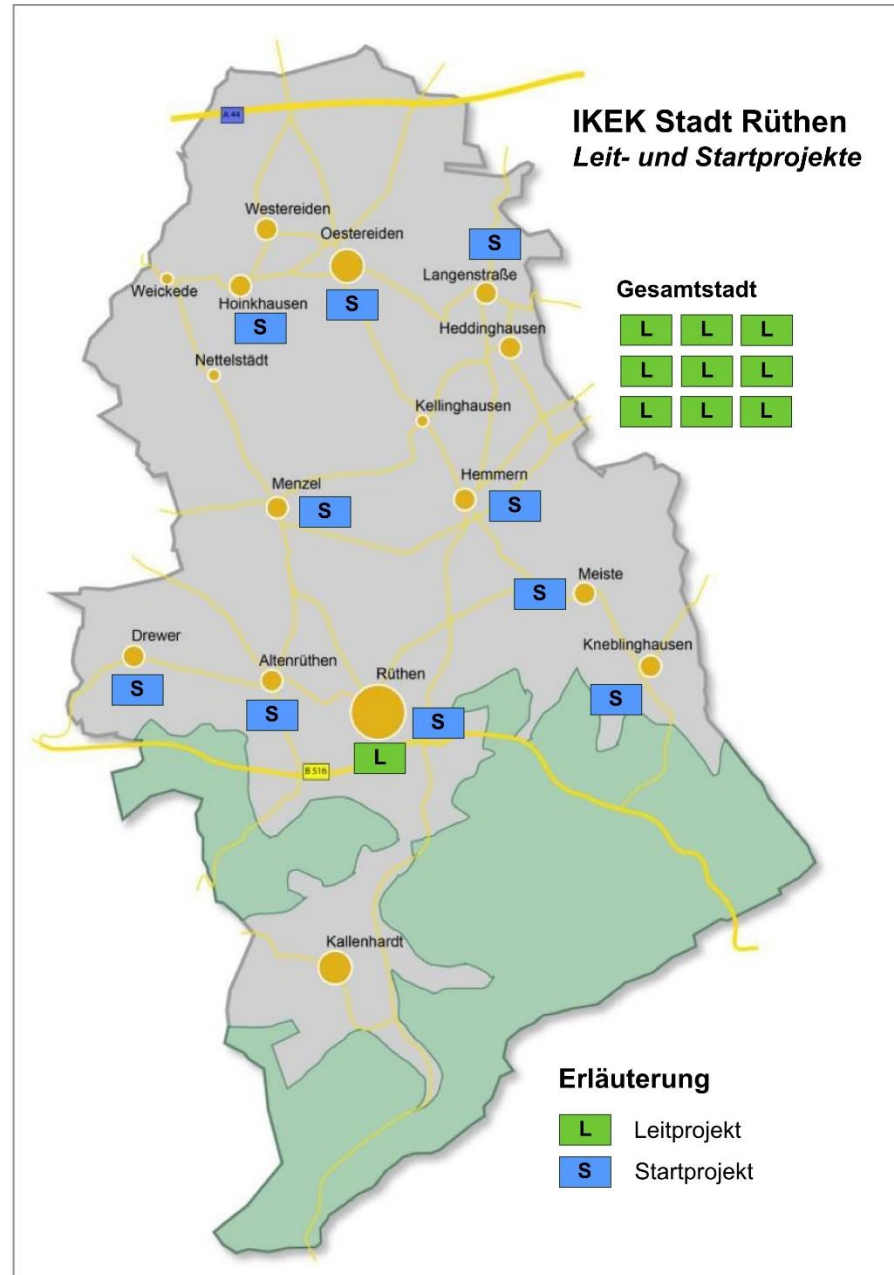 A 44
IKEK Stadt Rüthen
Leit- und Startprojekte
Westereiden
Oestereiden
S
Weickede
Hoinkhausen
Langenstraße
S
S
Heddinghausen
Gesamtstadt
L L L
L L L
L L L
Nettelstädt
Kellinghausen
Menzel
S
Hemmern
S
Meiste
S
Drewer
S
Altenrüthen
S
Rüthen
S
L
Kneblinghausen
S
B 516
Kallenhardt
Erläuterung
L Leitprojekt
S Startprojekt